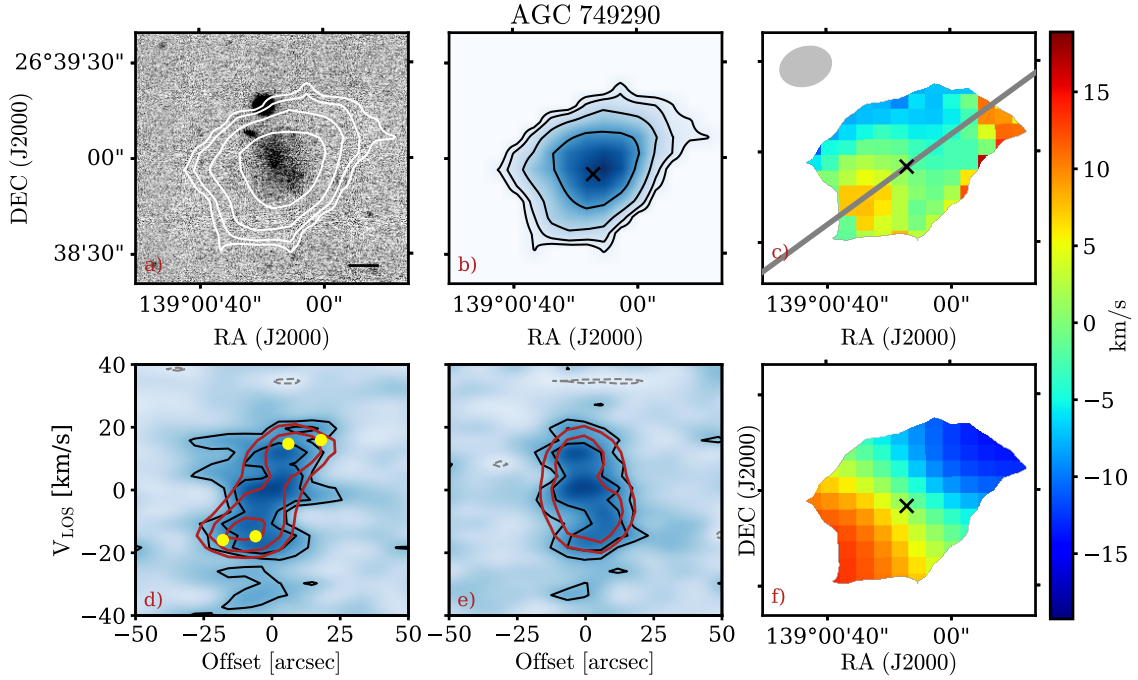 AGC 749290
26°39'30"
00"
38'30"
DEC (J2000)
a)
b)
c)
139°00'40" 00"
139°00'40" 00"
139°00'40" 00"
RA (J2000)
RA (J2000)
RA (J2000)
15
10
5
0
−5
−10
−15
km/s
40
20
0
−20
−40
V_LOS [km/s]
d)
e)
f)
DEC (J2000)
−50 −25 0 25 50
−50 −25 0 25 50
139°00'40" 00"
Offset [arcsec]
Offset [arcsec]
RA (J2000)